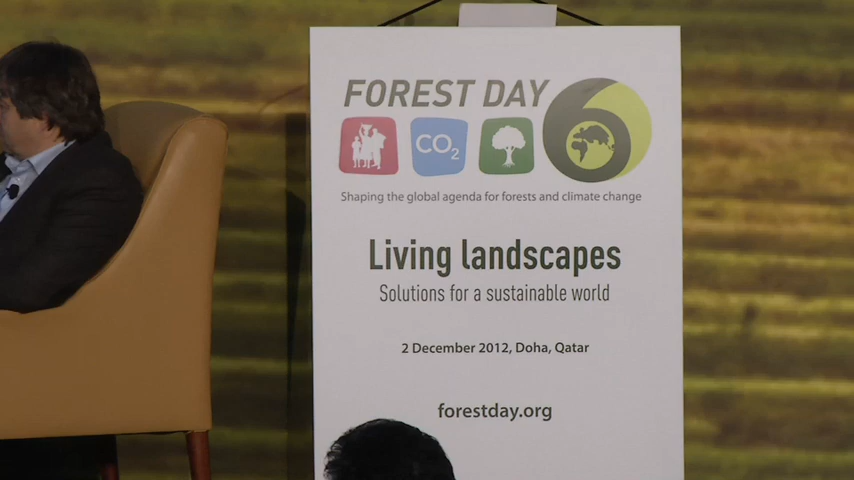 FOREST DAY 6
CO2
Shaping the global agenda for forests and climate change
Living landscapes
Solutions for a sustainable world
2 December 2012, Doha, Qatar
forestday.org